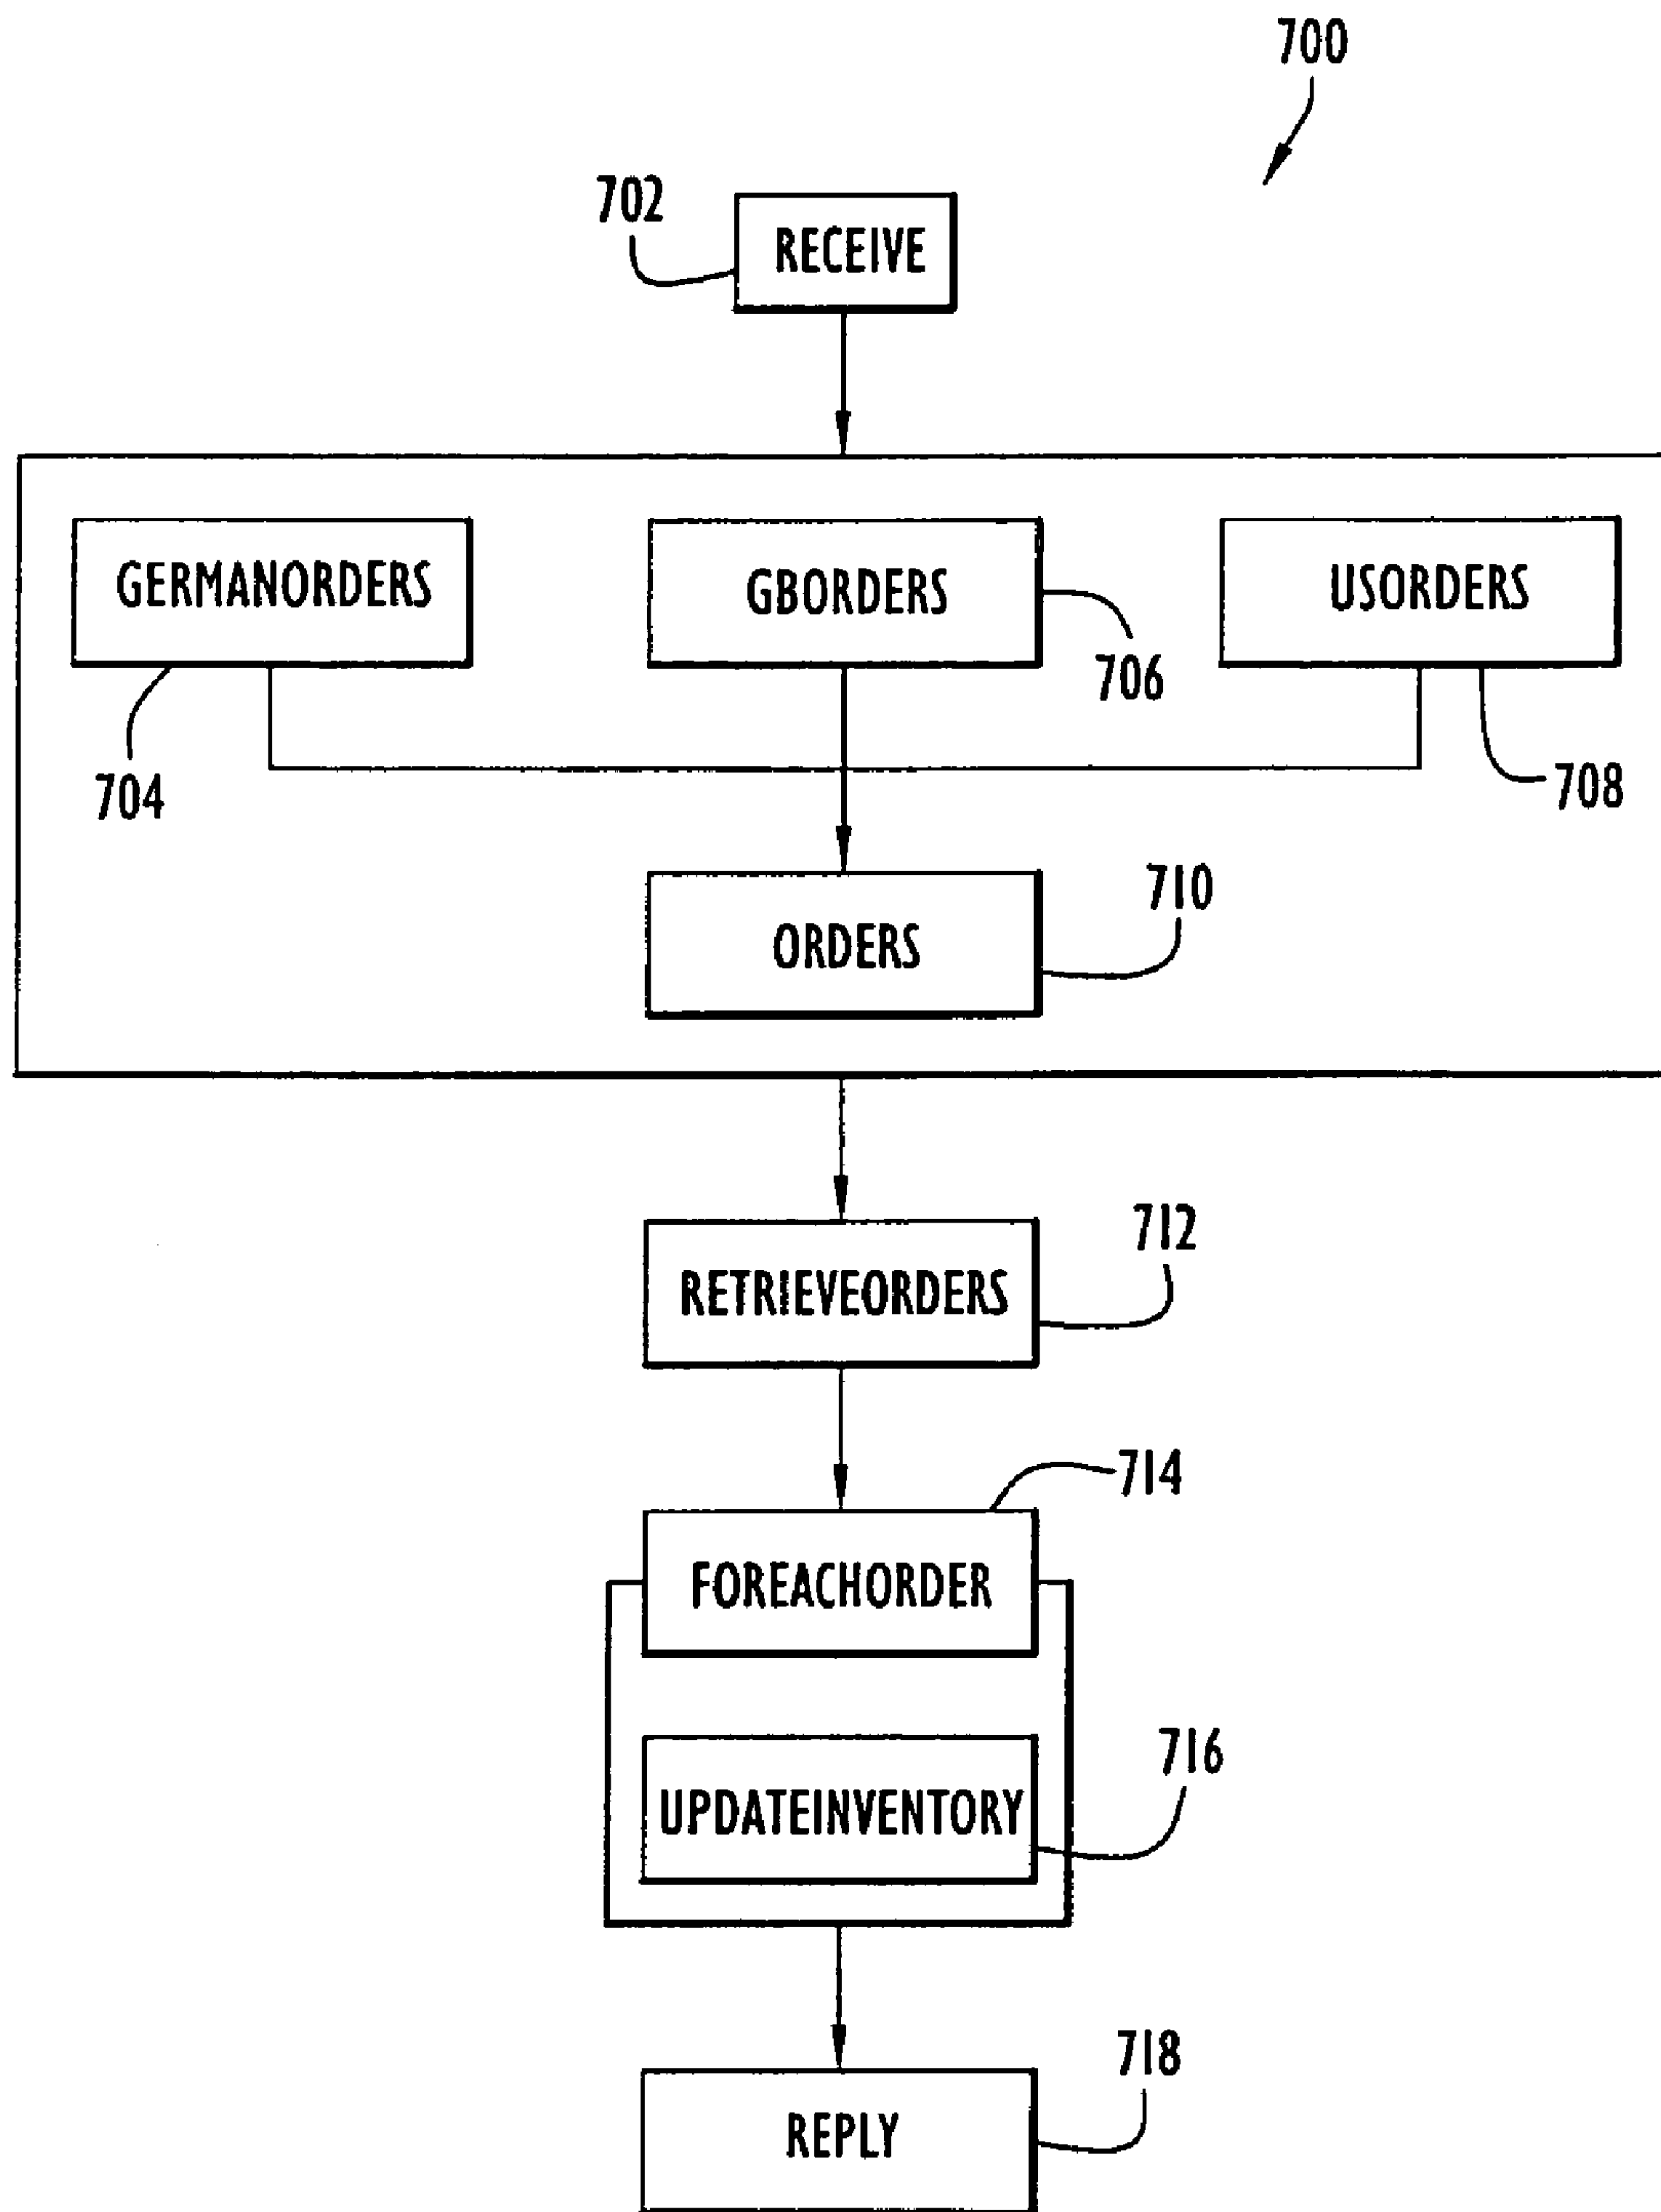 700
702
RECEIVE
GERMANORDERS
GBORDERS
USORDERS
706
704
708
710
ORDERS
712
RETRIEVEORDERS
714
FOREACHORDER
716
UPDATEINVENTORY
718
REPLY